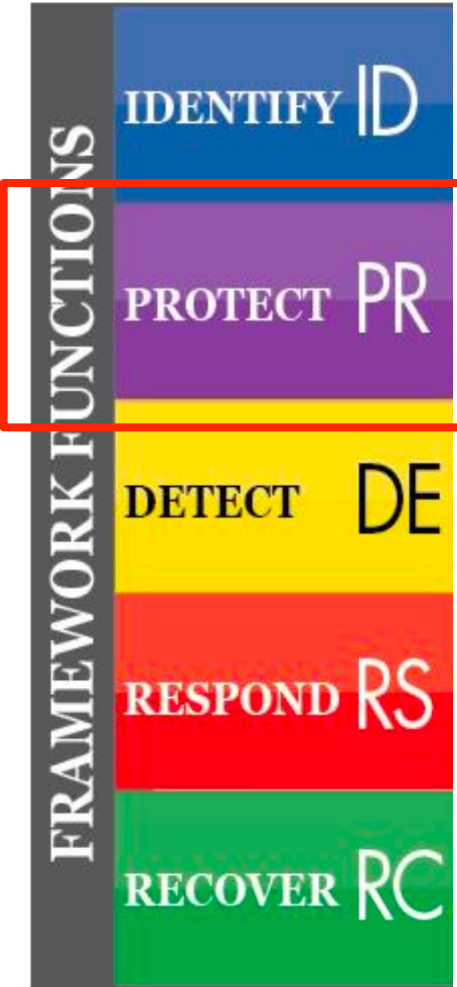 FRAMEWORK FUNCTIONS
IDENTIFY ID
PROTECT PR
DETECT DE
RESPOND RS
RECOVER RC